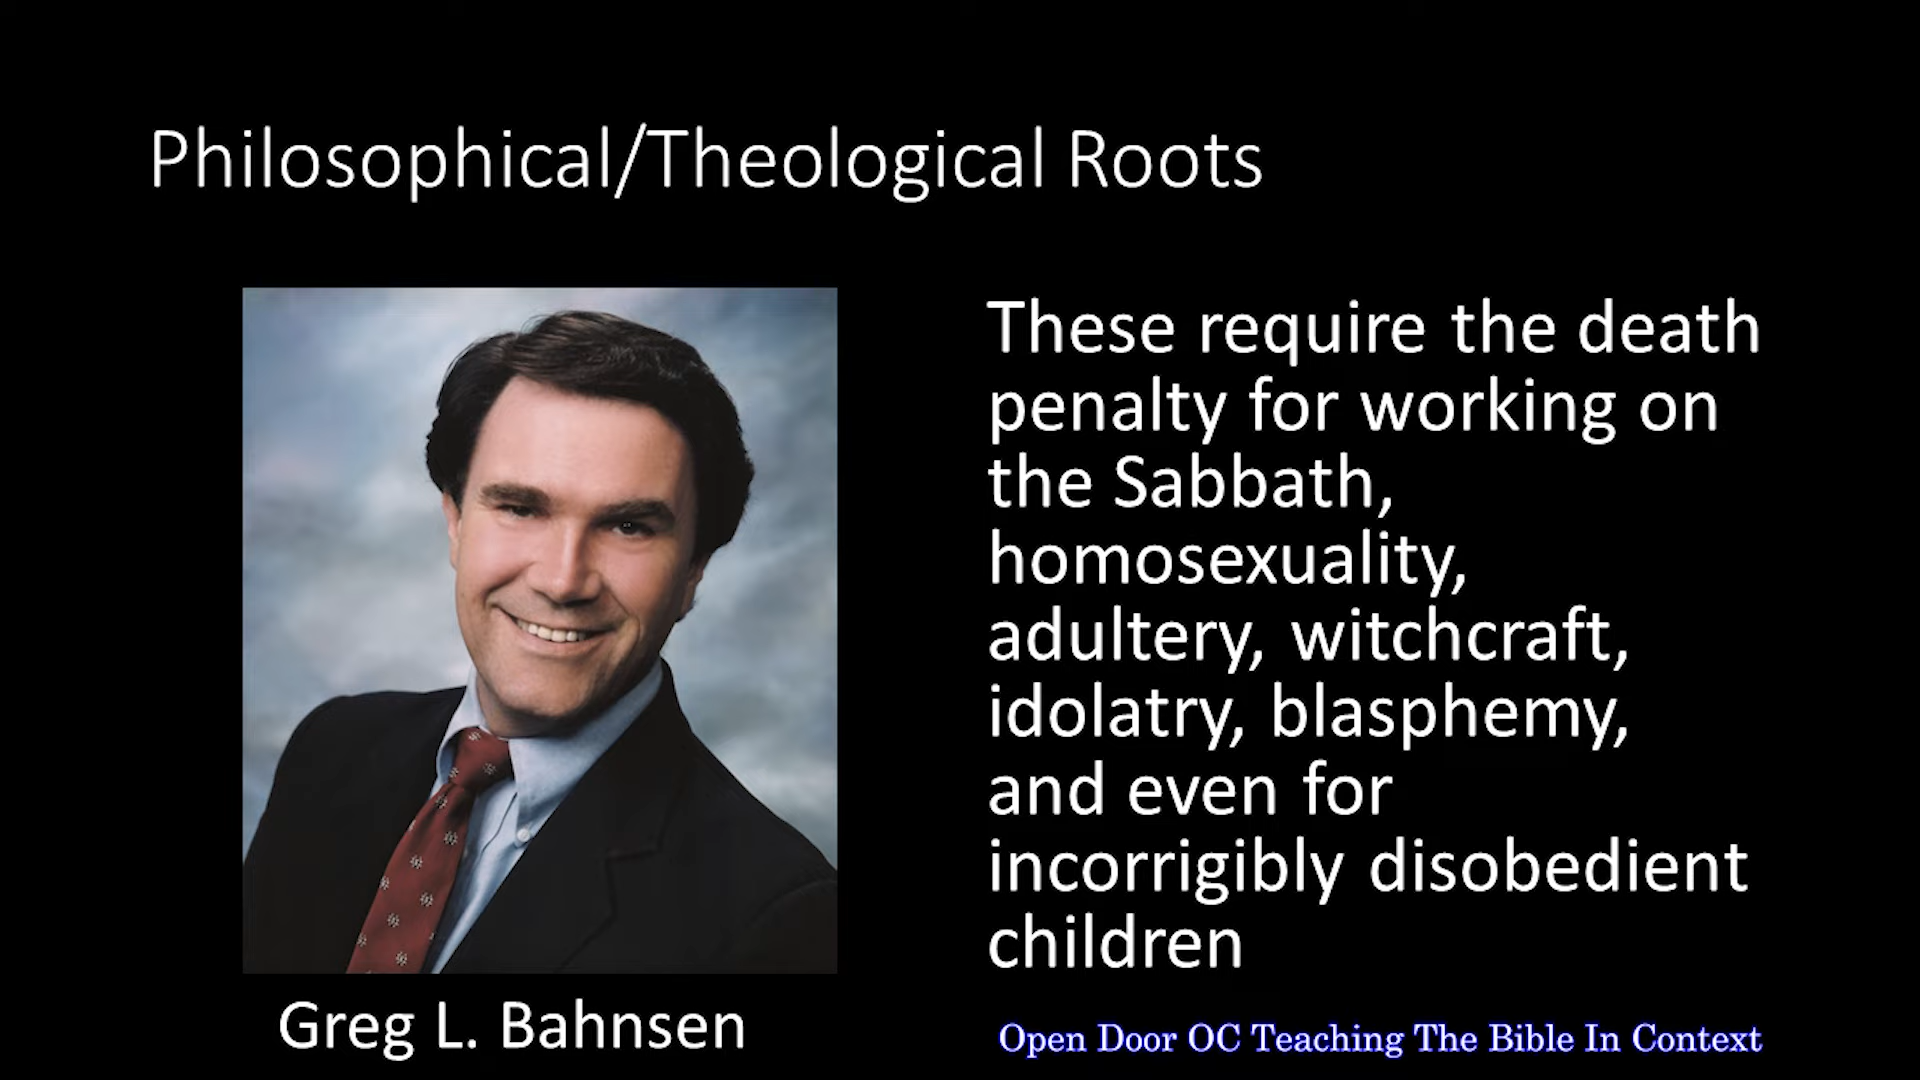 Philosophical/Theological Roots
These require the death
penalty for working on
the Sabbath,
homosexuality,
adultery, witchcraft,
idolatry, blasphemy,
and even for
incorrigibly disobedient
children
Greg L. Bahnsen
Open Door OC Teaching The Bible In Context